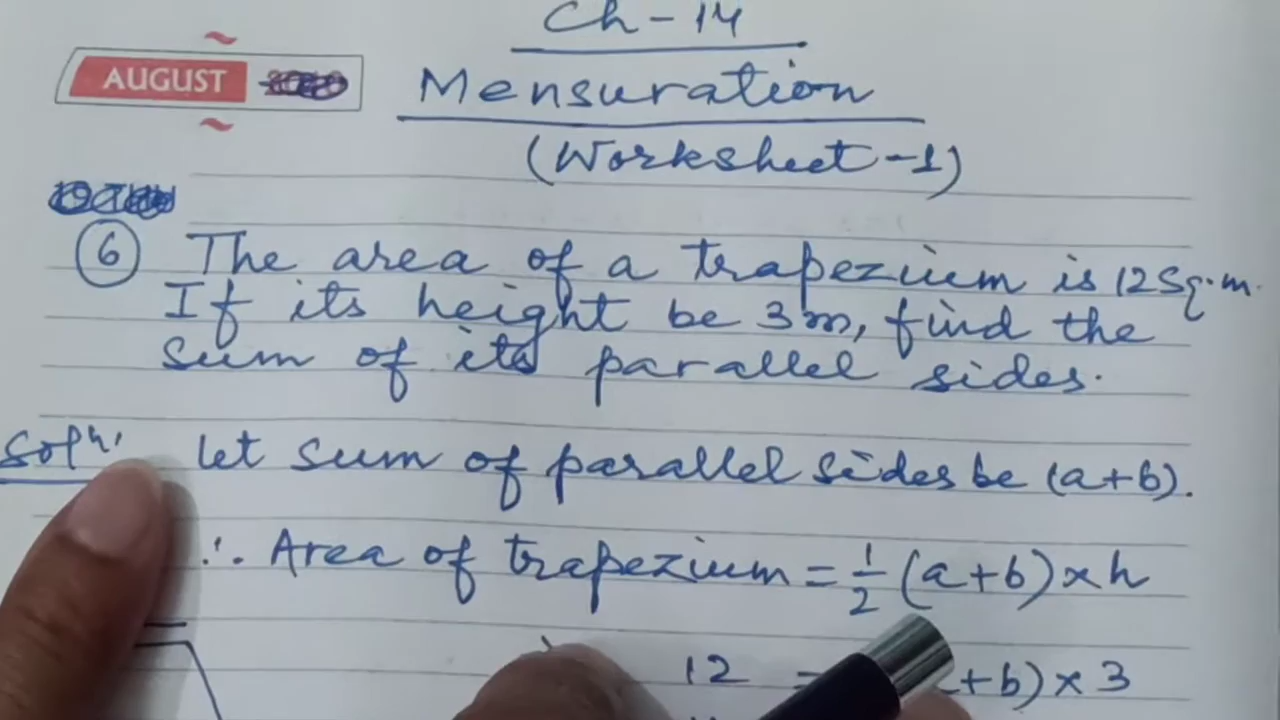 Ch - 14
AUGUST
Mensuration
(Worksheet -1)
6 The area of a trapezium is 12 Sq.m.
If its height be 3m, find the
sum of its parallel sides.
Solⁿ. Let sum of parallel sides be (a+b).
∴ Area of trapezium = 1/2 (a+b) × h
12 = +b) × 3